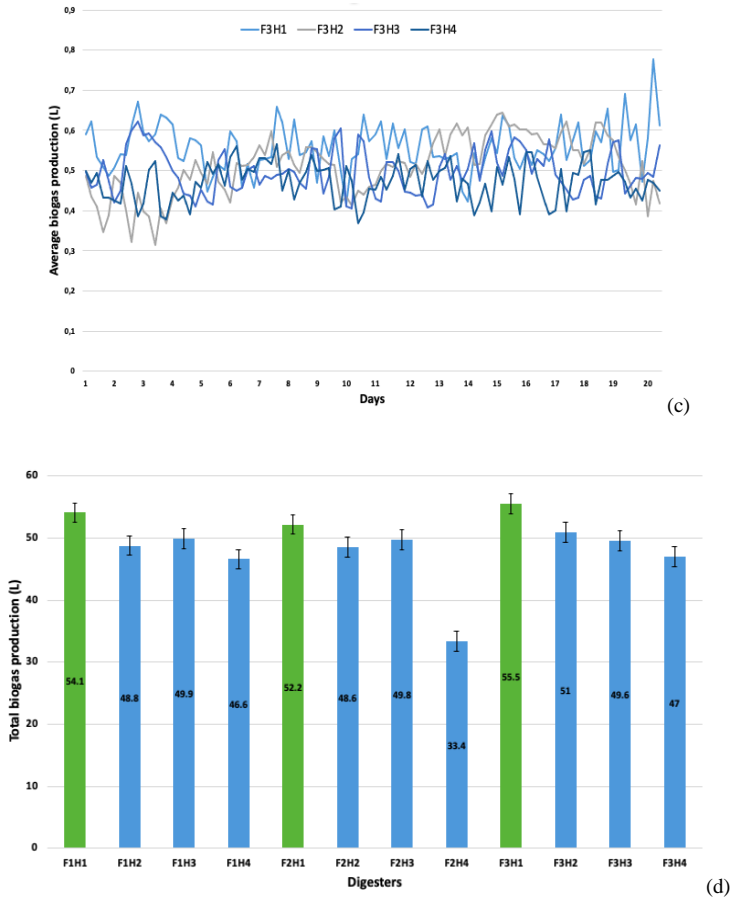 0,9
F3H1 F3H2 F3H3 F3H4
0,8
0,7
0,6
0,5
0,4
0,3
0,2
0,1
0
Average biogas production (L)
1 2 3 4 5 6 7 8 9 10 11 12 13 14 15 16 17 18 19 20
Days
(c)
60
50
40
30
20
10
0
Total biogas production (L)
54.1 48.8 49.9 46.6 52.2 48.6 49.8 33.4 55.5 51 49.6 47
F1H1 F1H2 F1H3 F1H4 F2H1 F2H2 F2H3 F2H4 F3H1 F3H2 F3H3 F3H4
Digesters
(d)